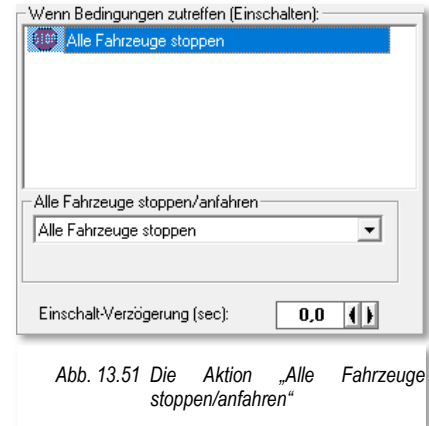 Wenn Bedingungen zutreffen (Einschalten):
STOP Alle Fahrzeuge stoppen
Alle Fahrzeuge stoppen/anfahren
Alle Fahrzeuge stoppen
Einschalt-Verzögerung (sec): 0,0
Abb. 13.51 Die Aktion „Alle Fahrzeuge
stoppen/anfahren“